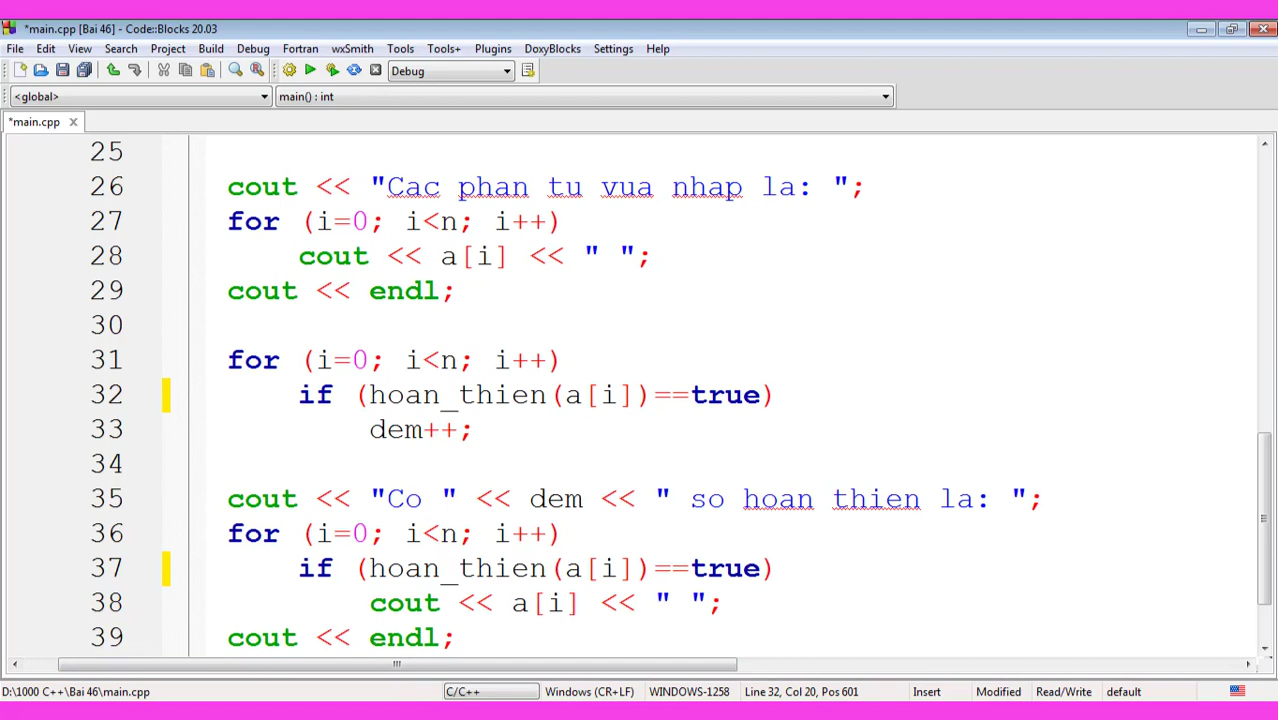 *main.cpp [Bai 46] - Code::Blocks 20.03
File Edit View Search Project Build Debug Fortran wxSmith Tools Tools+ Plugins DoxyBlocks Settings Help
Debug
<global> main() : int
*main.cpp
25
26 cout << "Cac phan tu vua nhap la: ";
27 for (i=0; i<n; i++)
28 cout << a[i] << " ";
29 cout << endl;
30
31 for (i=0; i<n; i++)
32 if (hoan_thien(a[i])==true)
33 dem++;
34
35 cout << "Co " << dem << " so hoan thien la: ";
36 for (i=0; i<n; i++)
37 if (hoan_thien(a[i])==true)
38 cout << a[i] << " ";
39 cout << endl;
D:\1000 C++\Bai 46\main.cpp C/C++ Windows (CR+LF) WINDOWS-1258 Line 32, Col 20, Pos 601 Insert Modified Read/Write default